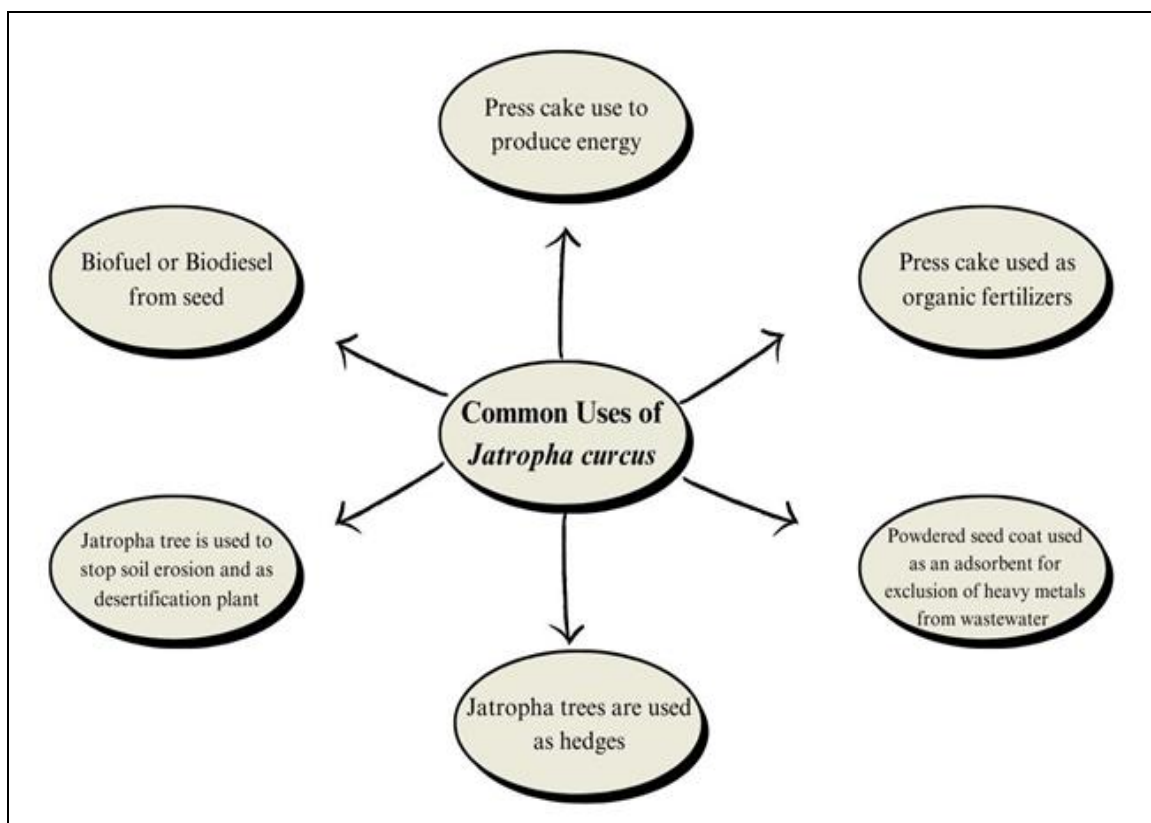 Press cake use to
produce energy
Biofuel or Biodiesel
from seed
Press cake used as
organic fertilizers
Common Uses of
Jatropha curcus
Jatropha tree is used to
stop soil erosion and as
desertification plant
Powdered seed coat used
as an adsorbent for
exclusion of heavy metals
from wastewater
Jatropha trees are used
as hedges